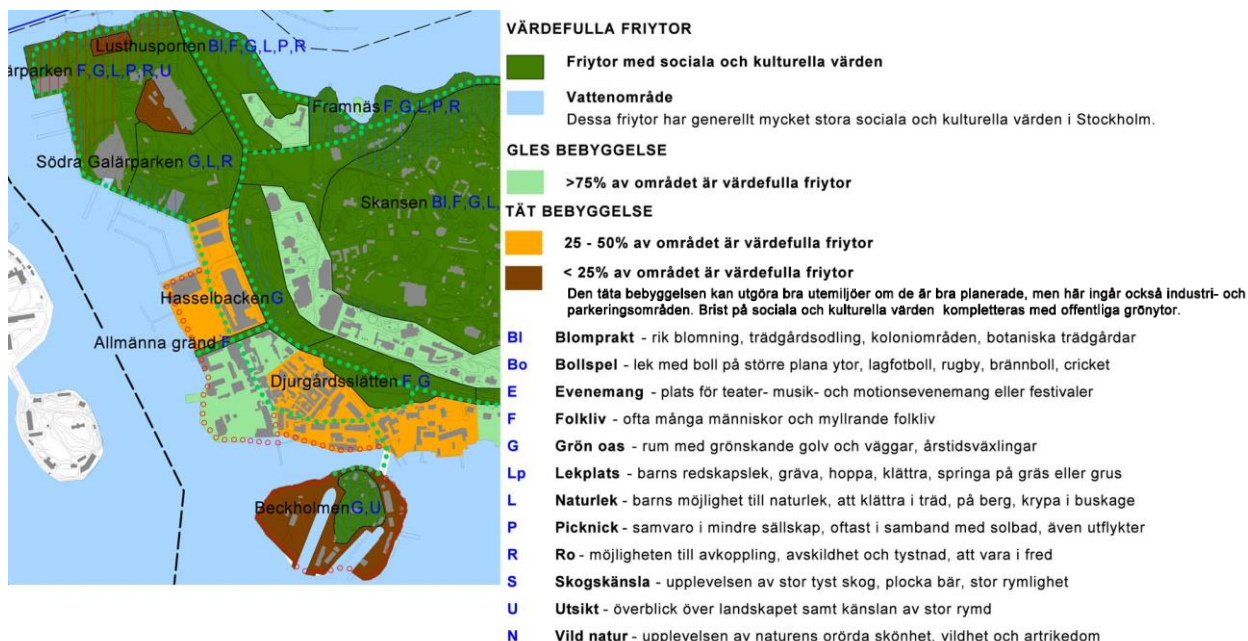 Lusthusporten Bl,F,G,L,P,R
ärparken F,G,L,P,R,U
Framnäs F,G,L,P,R
Södra Galärparken G,L,R
Skansen Bl,F,G,L,
Hasselbacken G
Allmänna gränd F
Djurgårdsslätten F,G
Beckholmen G,U
VÄRDEFULLA FRIYTOR
Friytor med sociala och kulturella värden
Vattenområde
Dessa friytor har generellt mycket stora sociala och kulturella värden i Stockholm.
GLES BEBYGGELSE
>75% av området är värdefulla friytor
TÄT BEBYGGELSE
25 - 50% av området är värdefulla friytor
< 25% av området är värdefulla friytor
Den täta bebyggelsen kan utgöra bra utemiljöer om de är bra planerade, men här ingår också industri- och
parkeringsområden. Brist på sociala och kulturella värden kompletteras med offentliga grönytor.
Bl Blomprakt - rik blomning, trädgårdsodling, koloniområden, botaniska trädgårdar
Bo Bollspel - lek med boll på större plana ytor, lagfotboll, rugby, brännboll, cricket
E Evenemang - plats för teater- musik- och motionsevenemang eller festivaler
F Folkliv - ofta många människor och myllrande folkliv
G Grön oas - rum med grönskande golv och väggar, årstidsväxlingar
Lp Lekplats - barns redskapslek, gräva, hoppa, klättra, springa på gräs eller grus
L Naturlek - barns möjlighet till naturlek, att klättra i träd, på berg, krypa i buskage
P Picknick - samvaro i mindre sällskap, oftast i samband med solbad, även utflykter
R Ro - möjligheten till avkoppling, avskildhet och tystnad, att vara i fred
S Skogskänsla - upplevelsen av stor tyst skog, plocka bär, stor rymlighet
U Utsikt - överblick över landskapet samt känslan av stor rymd
N Vild natur - upplevelsen av naturens orörda skönhet, vildhet och artrikedom